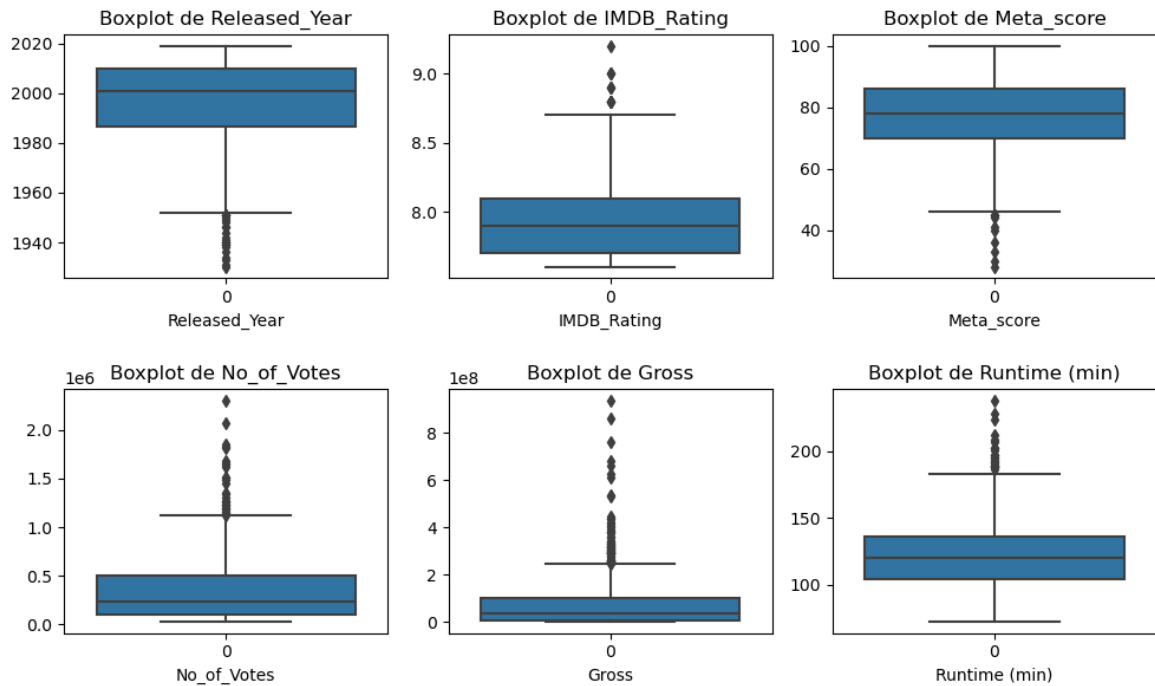 Boxplot de Released_Year
2020
2000
1980
1960
1940
0
Released_Year
Boxplot de IMDB_Rating
9.0
8.5
8.0
0
IMDB_Rating
Boxplot de Meta_score
100
80
60
40
0
Meta_score
Boxplot de No_of_Votes
1e6
2.0
1.5
1.0
0.5
0.0
0
No_of_Votes
Boxplot de Gross
1e8
8
6
4
2
0
0
Gross
Boxplot de Runtime (min)
200
150
100
0
Runtime (min)